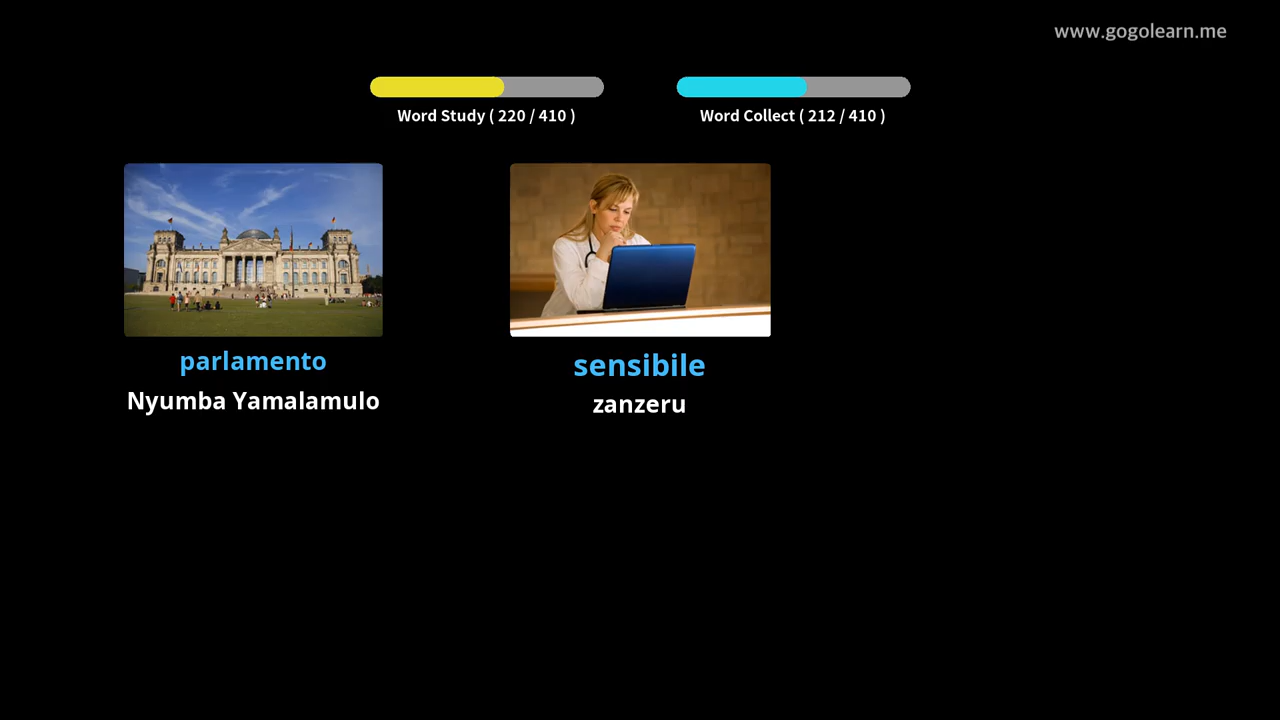 www.gogolearn.me
Word Study ( 220 / 410 )
Word Collect ( 212 / 410 )
parlamento
Nyumba Yamalamulo
sensibile
zanzeru